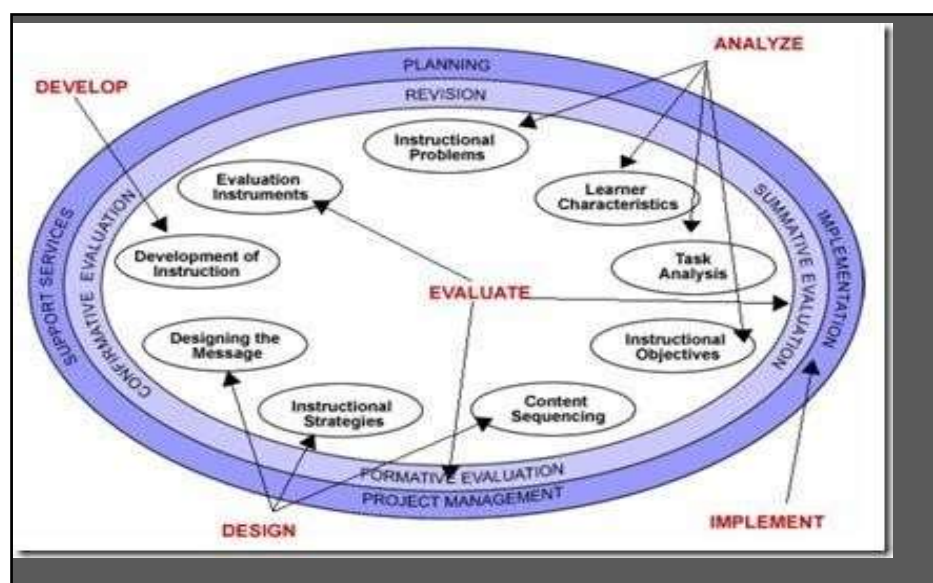 ANALYZE
PLANNING
DEVELOP
REVISION
Instructional
Problems
Evaluation
Instruments
Learner
Characteristics
SUPPORT SERVICES
CONFIRMATIVE EVALUATION
SUMMATIVE EVALUATION
IMPLEMENTATION
Development of
Instruction
Task
Analysis
EVALUATE
Designing the
Message
Instructional
Objectives
Instructional
Strategies
Content
Sequencing
FORMATIVE EVALUATION
PROJECT MANAGEMENT
DESIGN
IMPLEMENT